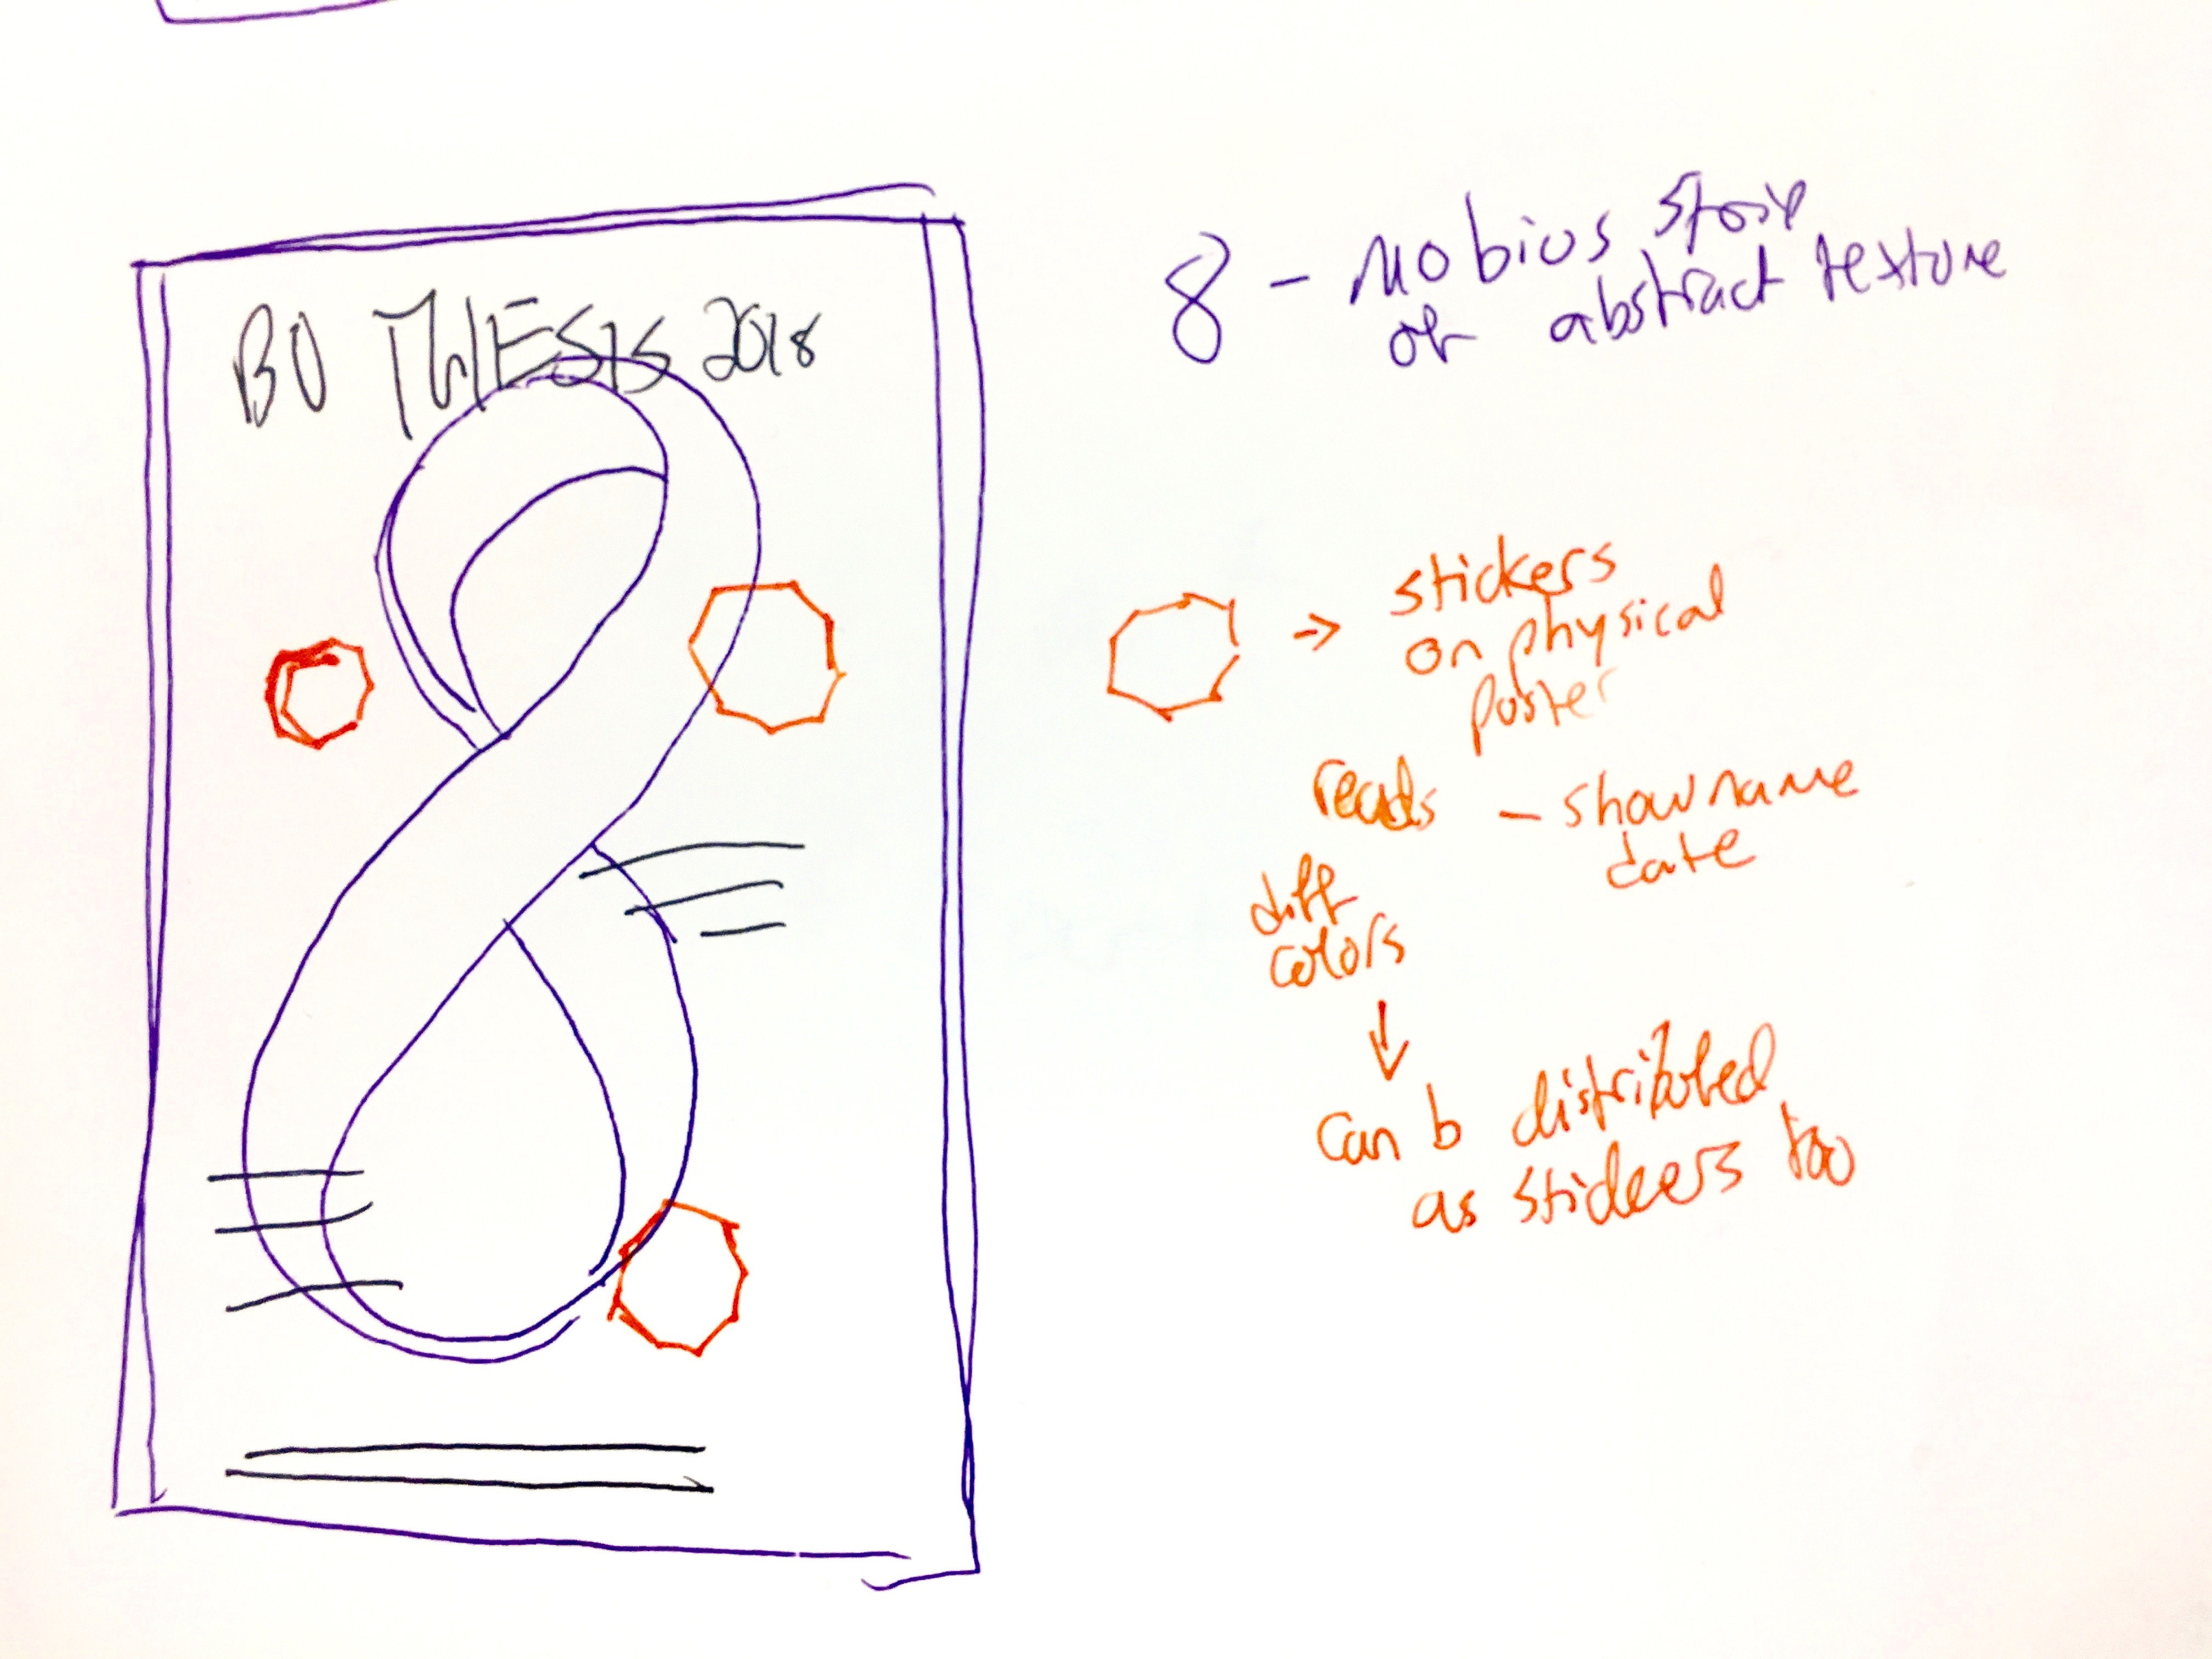 BU THESIS 2018
8 - Mobius strip
or abstract texture
stickers
on physical
poster
reads - show name
date
diff
colors
can b distributed
as stickers too